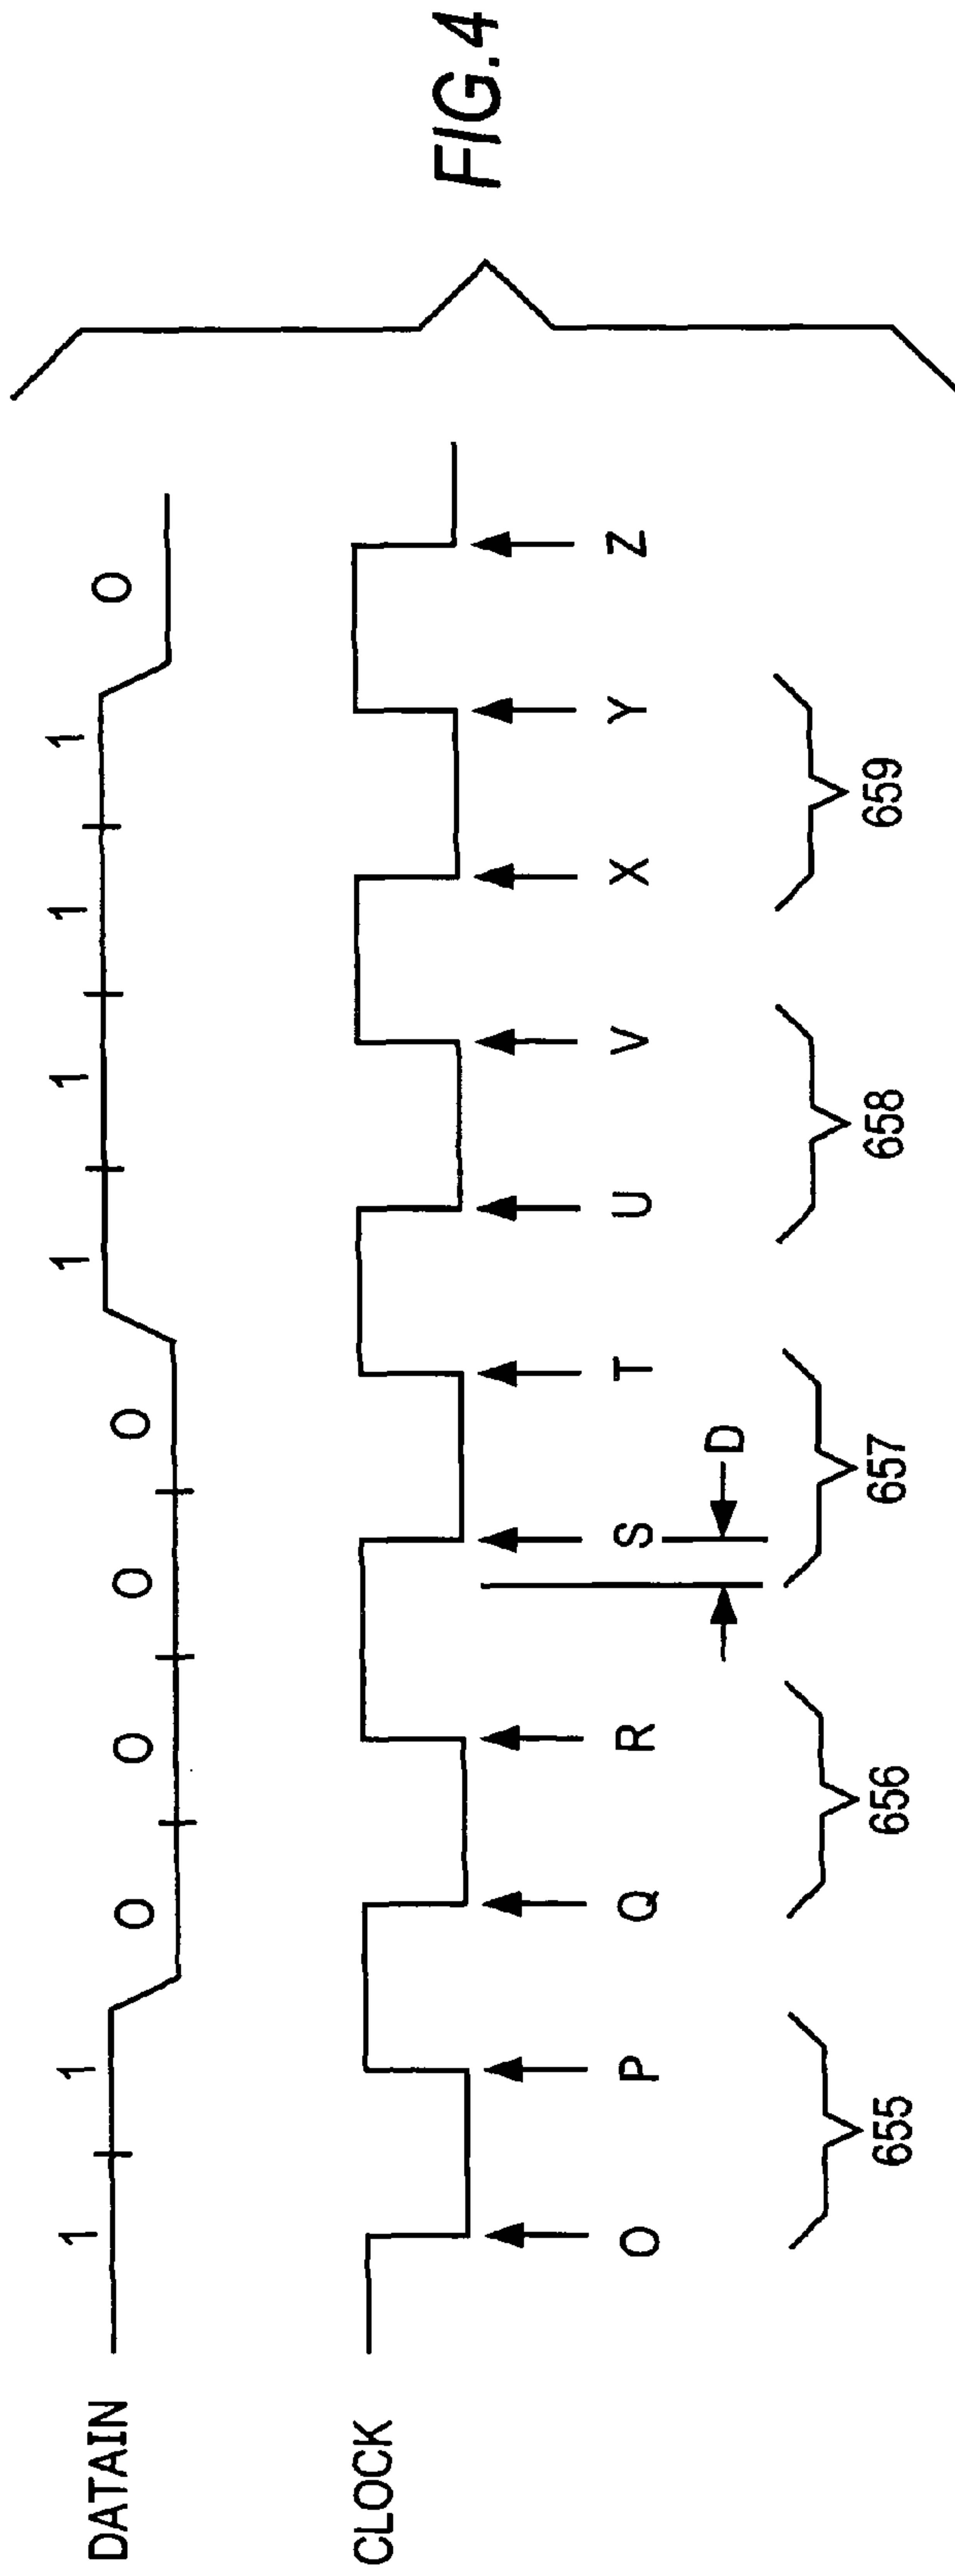 DATAIN 1 1 0 0 0 0 1 1 1 1 0
CLOCK
O P Q R S T U V X Y Z
D
655 656 657 658 659
FIG.4